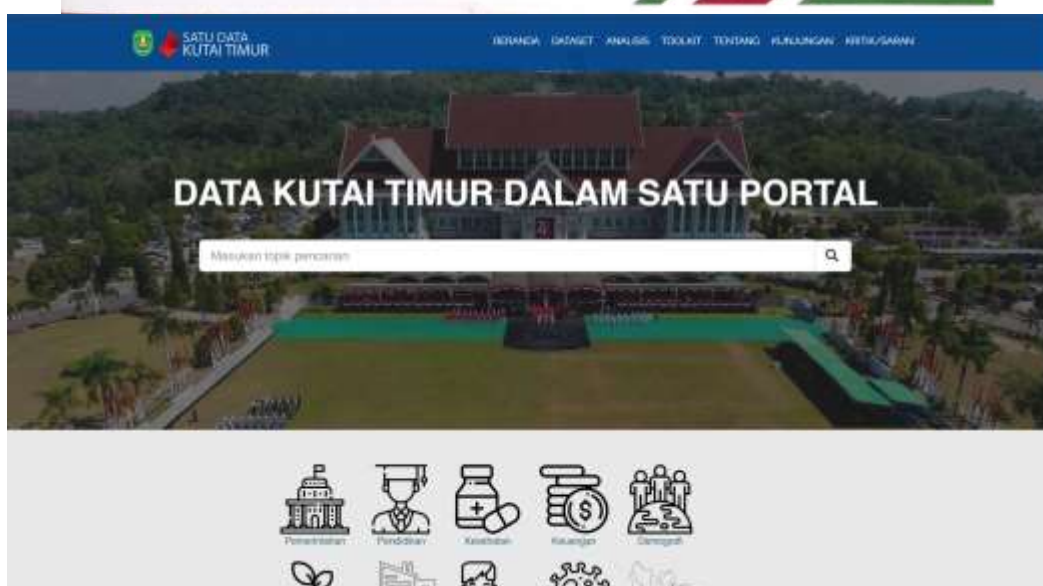 SATU DATA
KUTAI TIMUR
BERANDA DATASET ANALISIS TOOLKIT TENTANG KUNJUNGAN KRITIK/SARAN
DATA KUTAI TIMUR DALAM SATU PORTAL
Masukan topik pencarian
Pemerintahan Pendidikan Kesehatan Keuangan Demografi